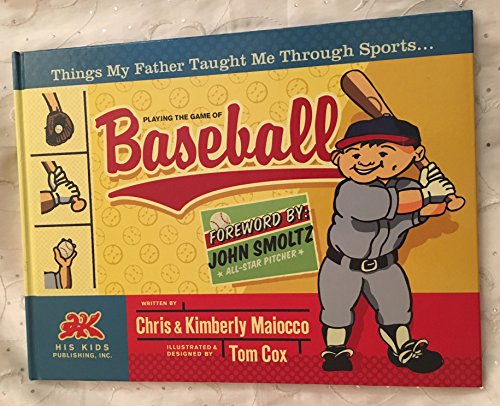 Things My Father Taught Me Through Sports...
PLAYING THE GAME OF
Baseball
FOREWORD BY:
JOHN SMOLTZ
* ALL-STAR PITCHER *
WRITTEN BY
Chris & Kimberly Maiocco
ILLUSTRATED &
DESIGNED BY
Tom Cox
HIS KIDS
PUBLISHING, INC.